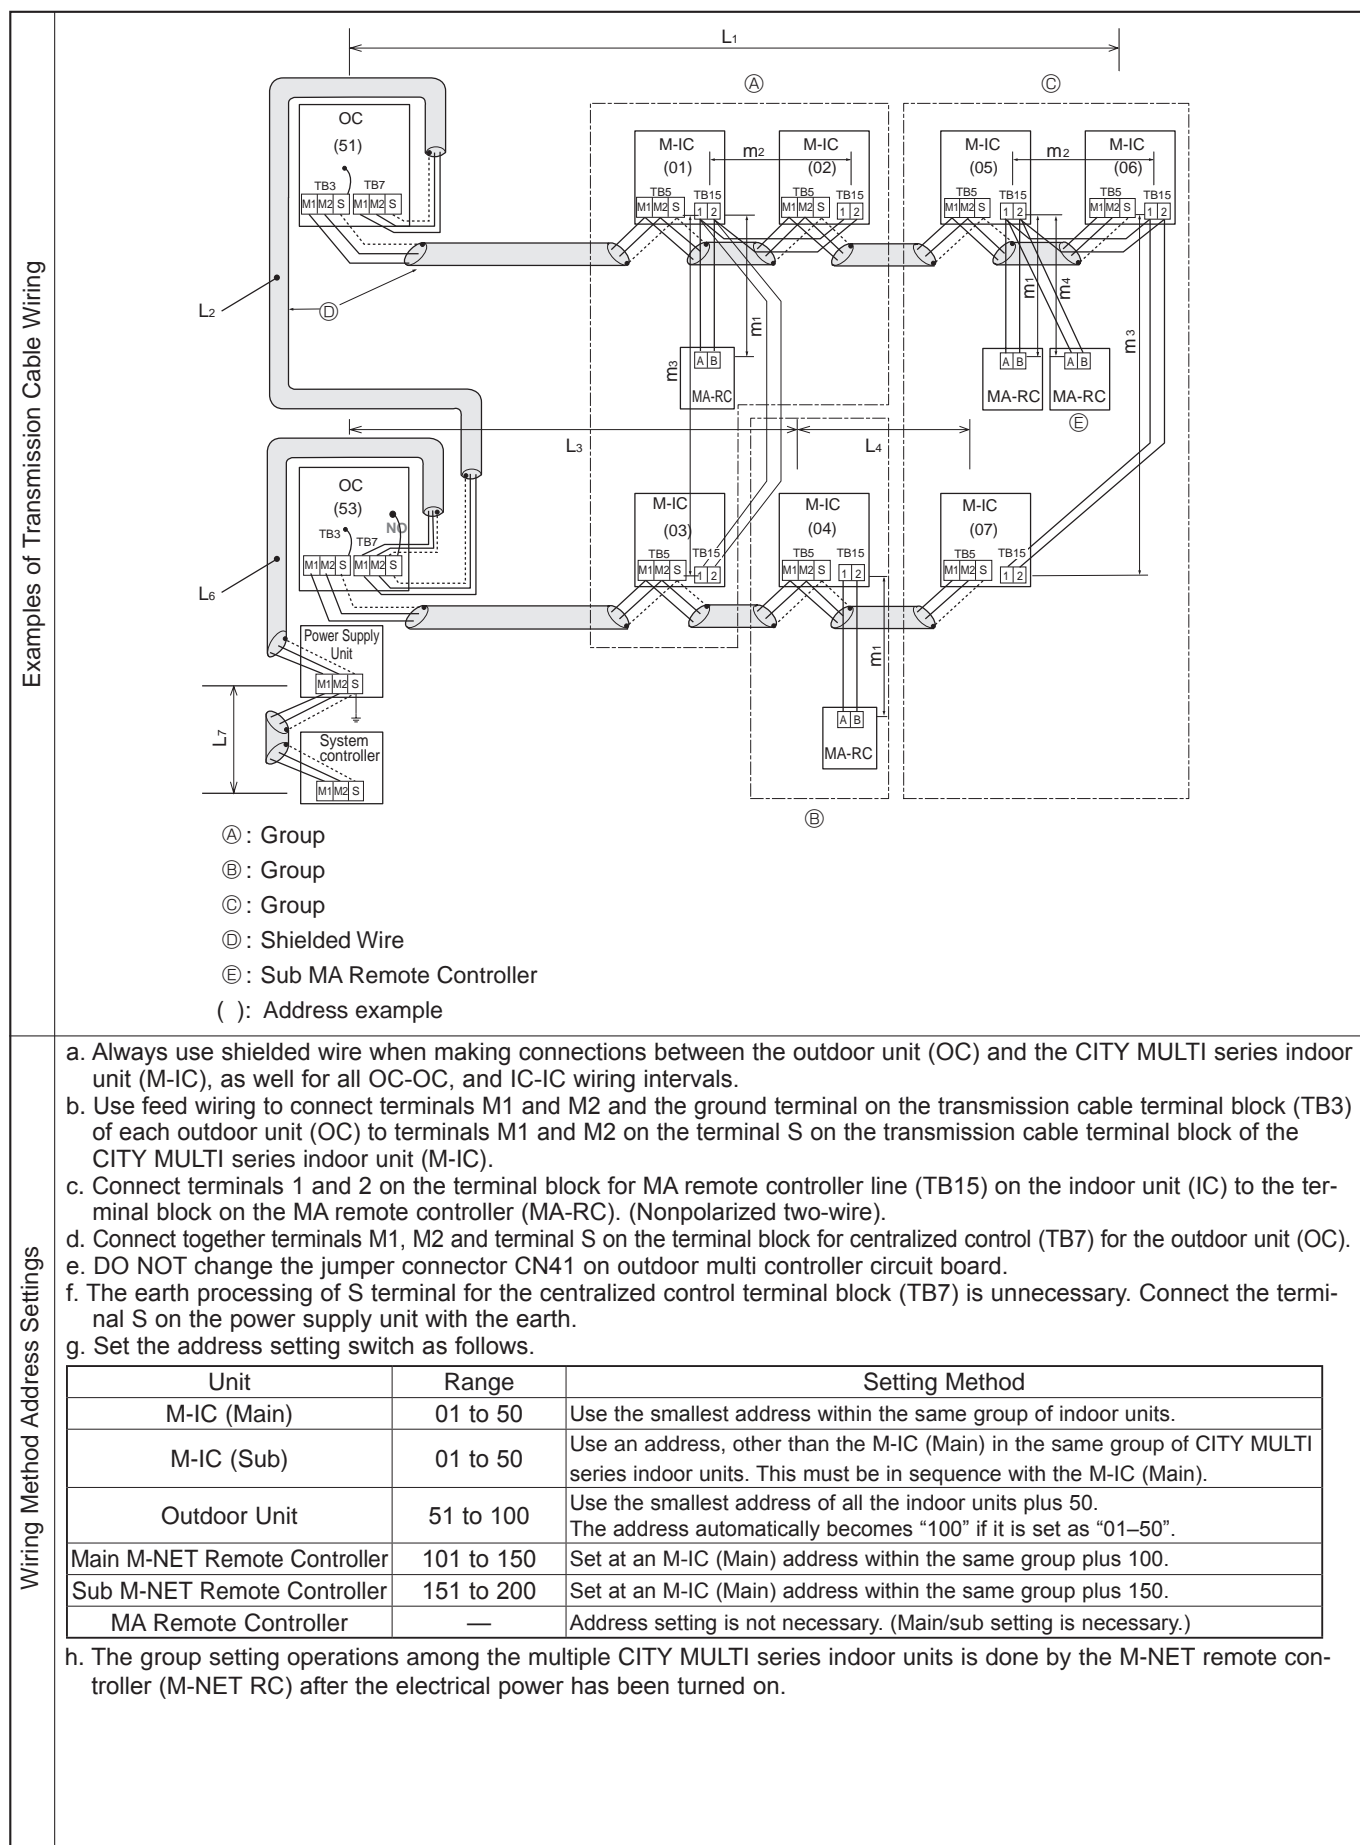 Examples of Transmission Cable Wiring
L1
Ⓐ
Ⓒ
OC
(51)
TB3
TB7
M1 M2 S
M1 M2 S
M-IC
(01)
TB5
TB15
M1 M2 S
1 2
m2
M-IC
(02)
TB5
TB15
M1 M2 S
1 2
M-IC
(05)
TB5
TB15
M1 M2 S
1 2
m2
M-IC
(06)
TB5
TB15
M1 M2 S
1 2
L2
Ⓓ
m3
m1
A B
MA-RC
m1
m4
m3
A B
MA-RC
A B
MA-RC
Ⓔ
L3
L4
OC
(53)
NO
TB3
TB7
M1 M2 S
M1 M2 S
M-IC
(03)
TB5
TB15
M1 M2 S
1 2
M-IC
(04)
TB5
TB15
M1 M2 S
1 2
M-IC
(07)
TB5
TB15
M1 M2 S
1 2
L6
Power Supply
Unit
M1 M2 S
m1
A B
MA-RC
L7
System
controller
M1 M2 S
Ⓑ
Ⓐ: Group
Ⓑ: Group
Ⓒ: Group
Ⓓ: Shielded Wire
Ⓔ: Sub MA Remote Controller
( ): Address example
Wiring Method Address Settings
a. Always use shielded wire when making connections between the outdoor unit (OC) and the CITY MULTI series indoor
unit (M-IC), as well for all OC-OC, and IC-IC wiring intervals.
b. Use feed wiring to connect terminals M1 and M2 and the ground terminal on the transmission cable terminal block (TB3)
of each outdoor unit (OC) to terminals M1 and M2 on the terminal S on the transmission cable terminal block of the
CITY MULTI series indoor unit (M-IC).
c. Connect terminals 1 and 2 on the terminal block for MA remote controller line (TB15) on the indoor unit (IC) to the ter-
minal block on the MA remote controller (MA-RC). (Nonpolarized two-wire).
d. Connect together terminals M1, M2 and terminal S on the terminal block for centralized control (TB7) for the outdoor unit (OC).
e. DO NOT change the jumper connector CN41 on outdoor multi controller circuit board.
f. The earth processing of S terminal for the centralized control terminal block (TB7) is unnecessary. Connect the termi-
nal S on the power supply unit with the earth.
g. Set the address setting switch as follows.
Unit Range Setting Method
M-IC (Main) 01 to 50 Use the smallest address within the same group of indoor units.
M-IC (Sub) 01 to 50 Use an address, other than the M-IC (Main) in the same group of CITY MULTI
series indoor units. This must be in sequence with the M-IC (Main).
Outdoor Unit 51 to 100 Use the smallest address of all the indoor units plus 50.
The address automatically becomes “100” if it is set as “01–50”.
Main M-NET Remote Controller 101 to 150 Set at an M-IC (Main) address within the same group plus 100.
Sub M-NET Remote Controller 151 to 200 Set at an M-IC (Main) address within the same group plus 150.
MA Remote Controller — Address setting is not necessary. (Main/sub setting is necessary.)
h. The group setting operations among the multiple CITY MULTI series indoor units is done by the M-NET remote con-
troller (M-NET RC) after the electrical power has been turned on.